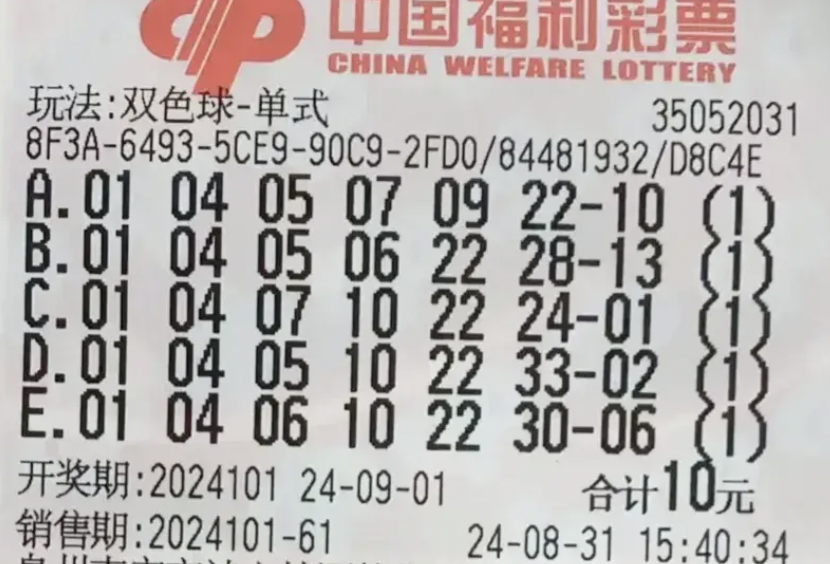 中国福利彩票
CHINA WELFARE LOTTERY
玩法:双色球-单式 35052031
8F3A-6493-5CE9-90C9-2FD0/84481932/D8C4E
A.01 04 05 07 09 22-10 (1)
B.01 04 05 06 22 28-13 (1)
C.01 04 07 10 22 24-01 (1)
D.01 04 05 10 22 33-02 (1)
E.01 04 06 10 22 30-06 (1)
开奖期:2024101 24-09-01 合计10元
销售期:2024101-61 24-08-31 15:40:34